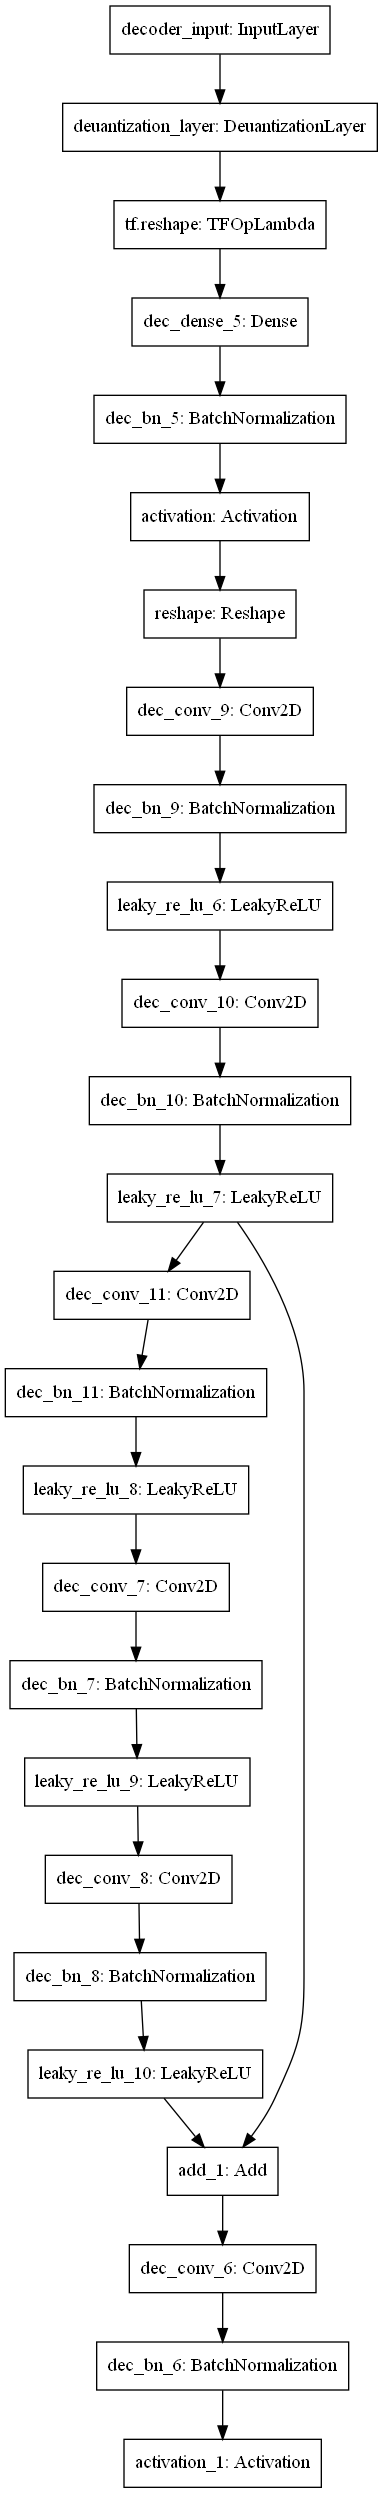 decoder_input: InputLayer
deuantization_layer: DeuantizationLayer
tf.reshape: TFOpLambda
dec_dense_5: Dense
dec_bn_5: BatchNormalization
activation: Activation
reshape: Reshape
dec_conv_9: Conv2D
dec_bn_9: BatchNormalization
leaky_re_lu_6: LeakyReLU
dec_conv_10: Conv2D
dec_bn_10: BatchNormalization
leaky_re_lu_7: LeakyReLU
dec_conv_11: Conv2D
dec_bn_11: BatchNormalization
leaky_re_lu_8: LeakyReLU
dec_conv_7: Conv2D
dec_bn_7: BatchNormalization
leaky_re_lu_9: LeakyReLU
dec_conv_8: Conv2D
dec_bn_8: BatchNormalization
leaky_re_lu_10: LeakyReLU
add_1: Add
dec_conv_6: Conv2D
dec_bn_6: BatchNormalization
activation_1: Activation